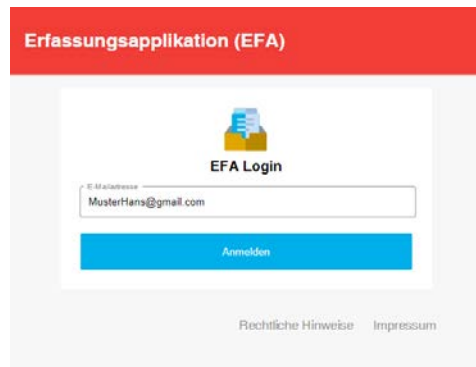 Erfassungsapplikation (EFA)
EFA Login
E-Mailadresse
MusterHans@gmail.com
Anmelden
Rechtliche Hinweise Impressum